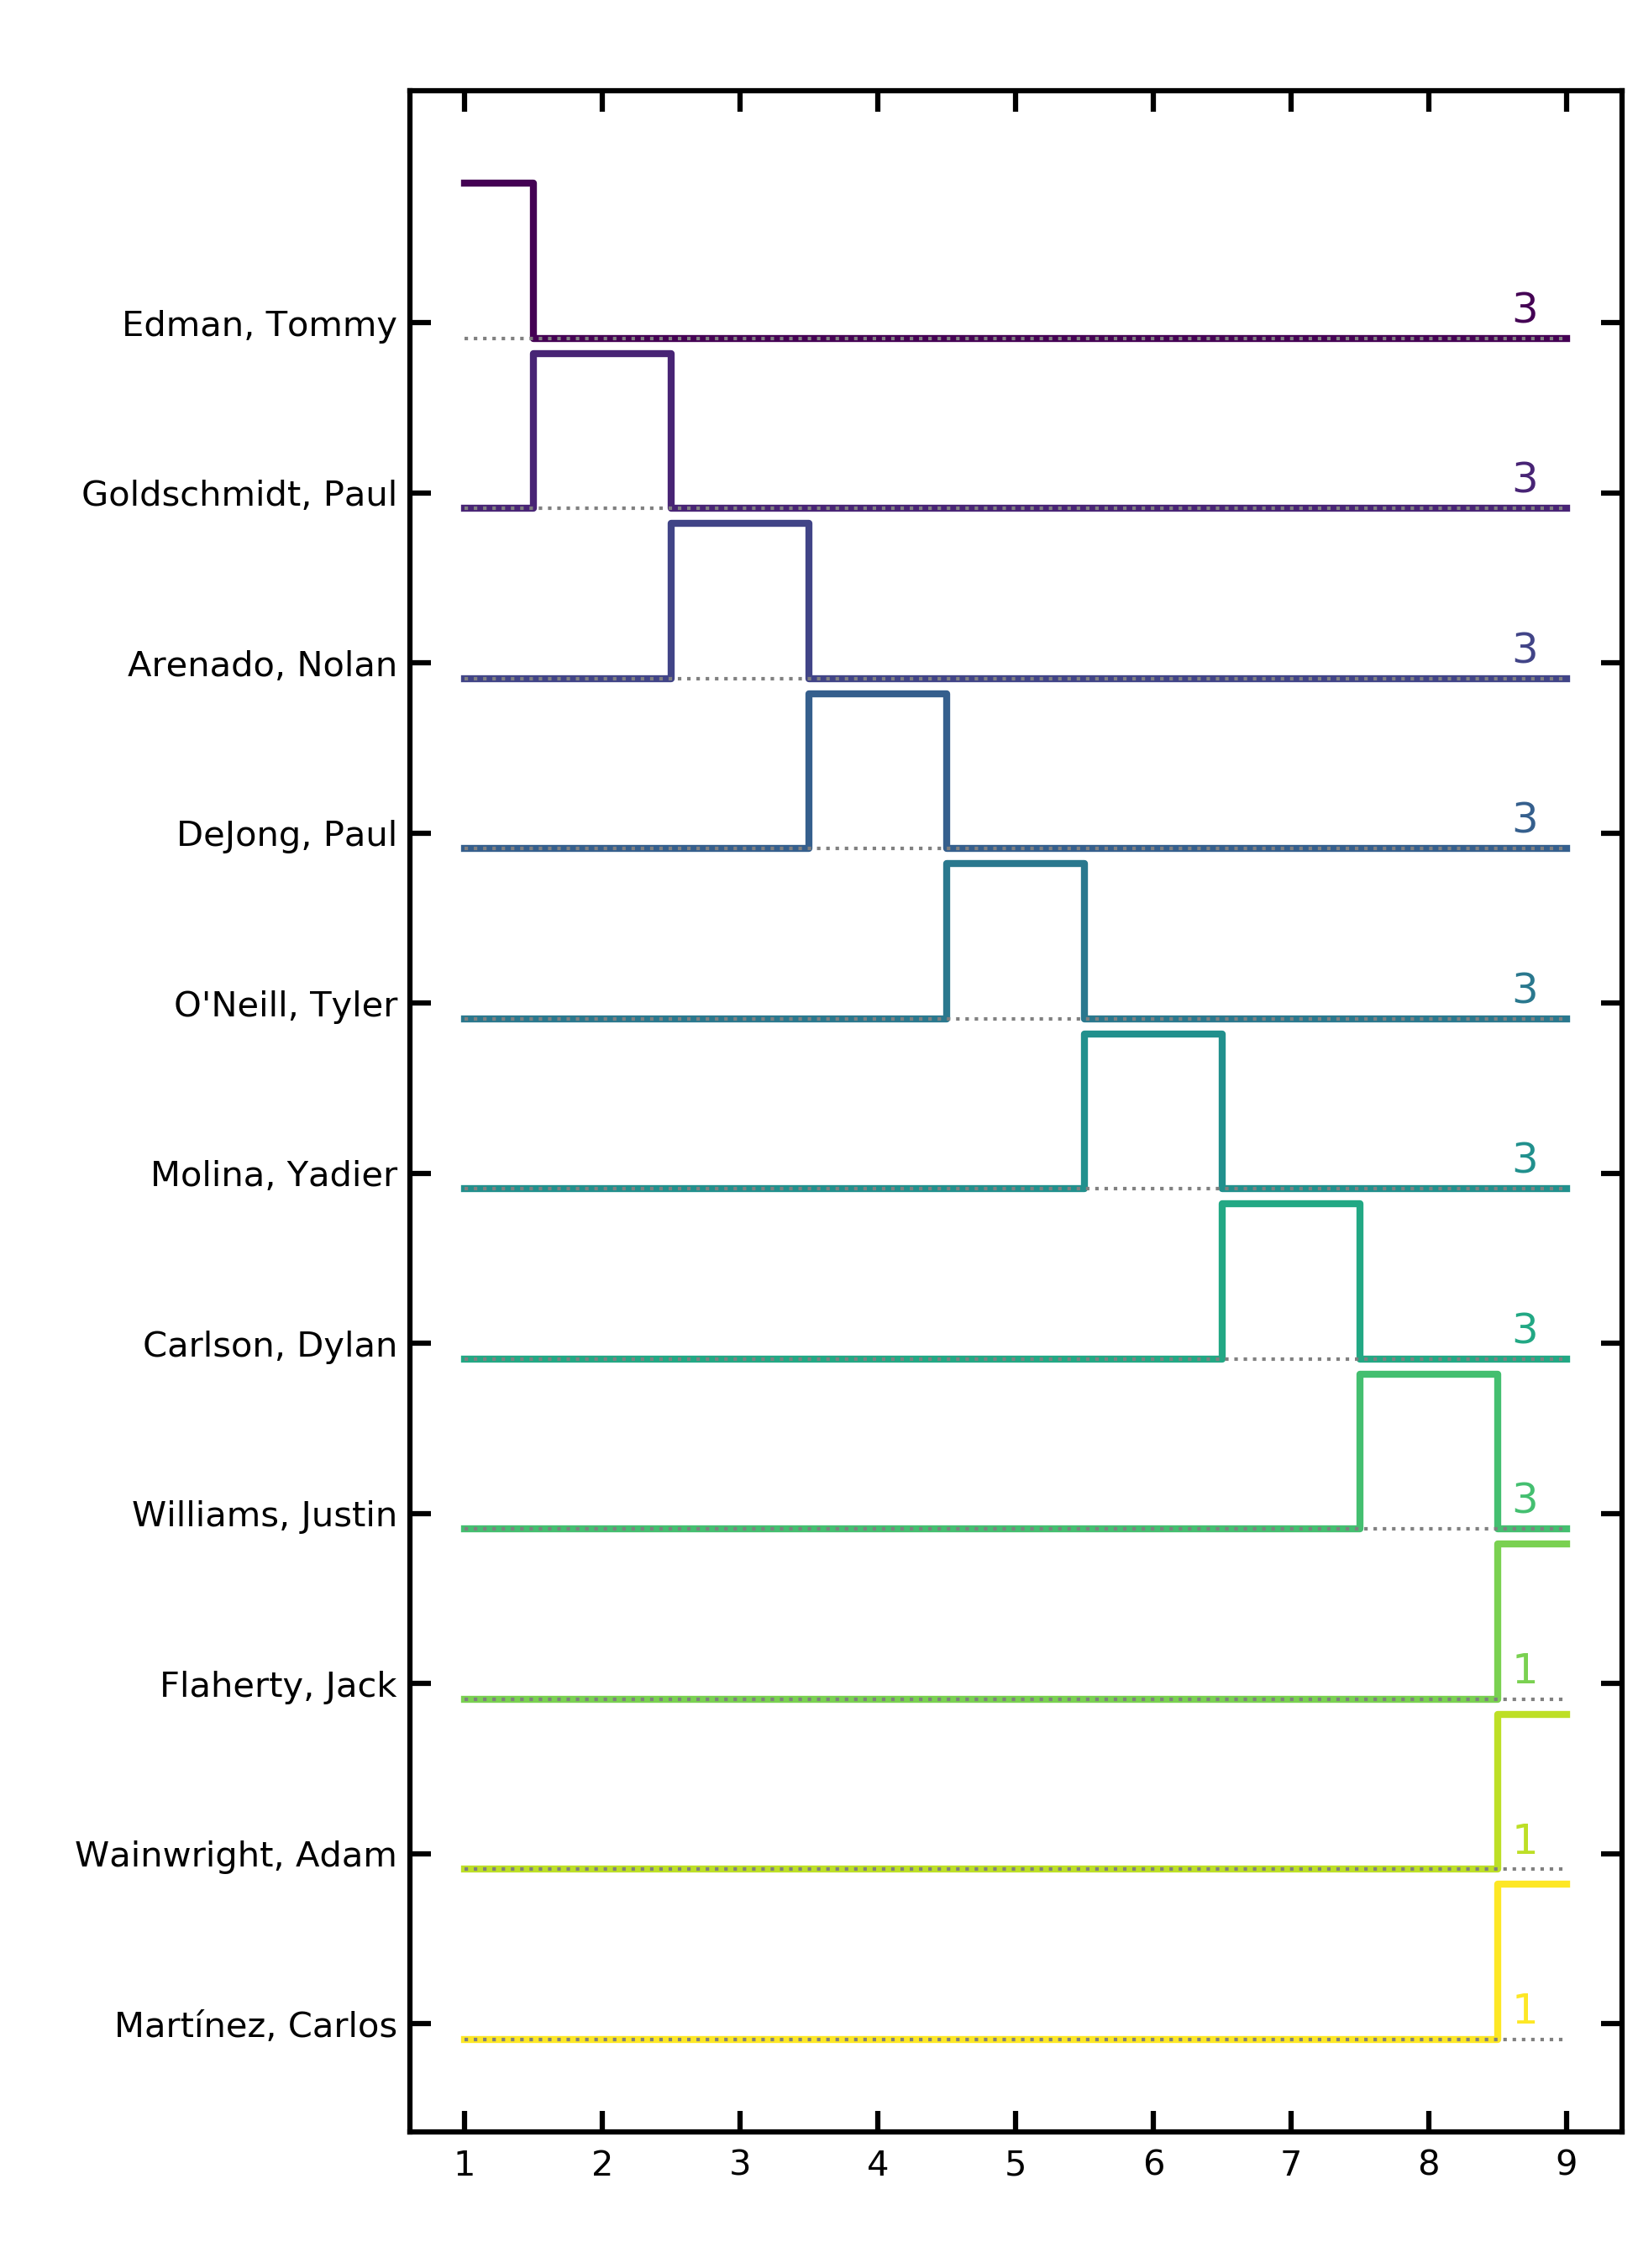 Edman, Tommy 3
Goldschmidt, Paul 3
Arenado, Nolan 3
DeJong, Paul 3
O'Neill, Tyler 3
Molina, Yadier 3
Carlson, Dylan 3
Williams, Justin 3
Flaherty, Jack 1
Wainwright, Adam 1
Martínez, Carlos 1
1 2 3 4 5 6 7 8 9